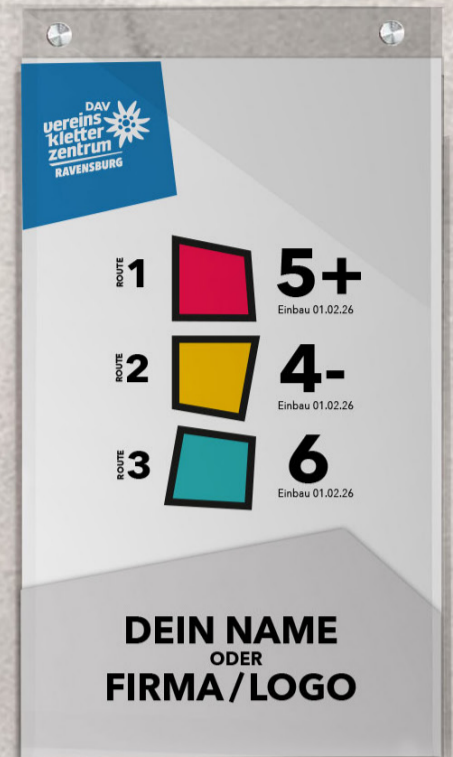 DAV
vereins
kletter
zentrum
RAVENSBURG
ROUTE 1
5+
Einbau 01.02.26
ROUTE 2
4-
Einbau 01.02.26
ROUTE 3
6
Einbau 01.02.26
DEIN NAME
ODER
FIRMA/LOGO